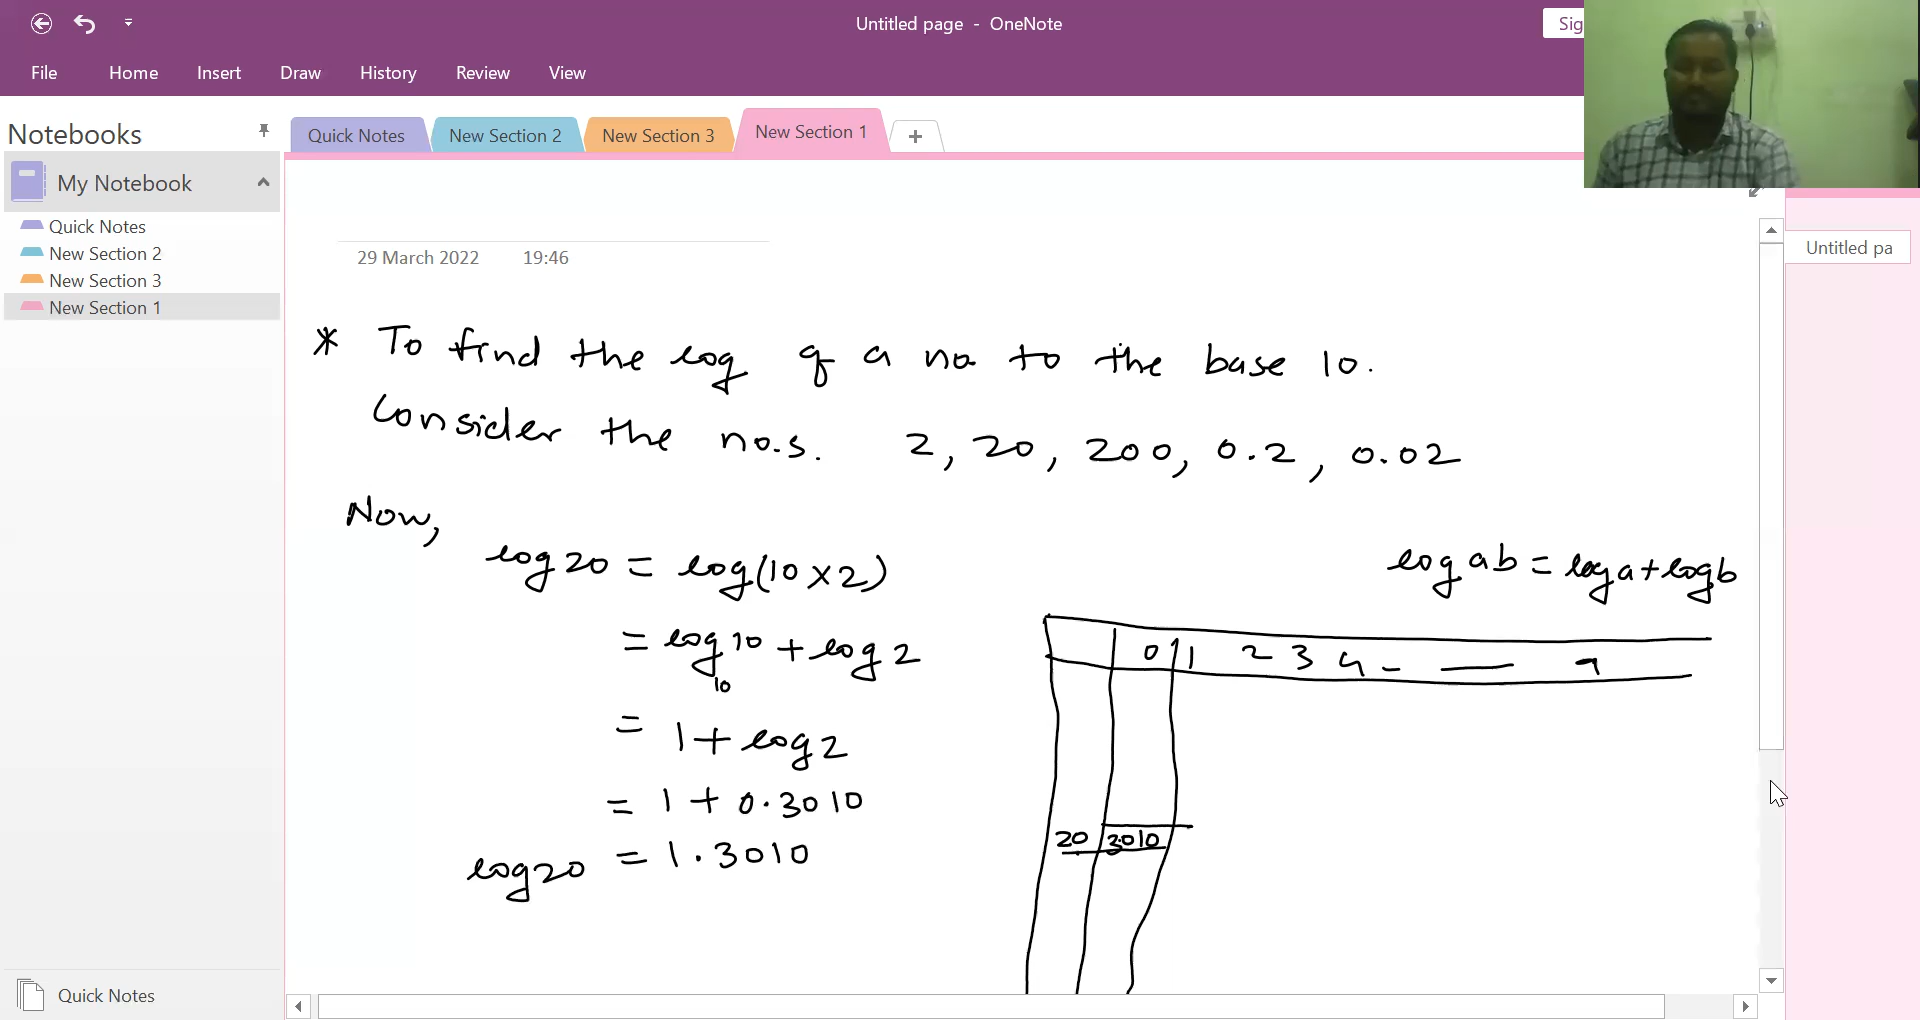 Untitled page - OneNote
Sig
File Home Insert Draw History Review View
Notebooks
Quick Notes New Section 2 New Section 3 New Section 1 +
My Notebook
Quick Notes
New Section 2
New Section 3
New Section 1
Untitled pa
29 March 2022 19:46
* To find the log of a no to the base 10.
Consider the no.s. 2, 20, 200, 0.2, 0.02
Now,
log 20 = log(10 × 2)
= log₁₀ 10 + log 2
= 1 + log 2
= 1 + 0.3010
log 20 = 1.3010
log ab = log a + log b
0 1 2 3 4 - — 9
20 3010
Quick Notes